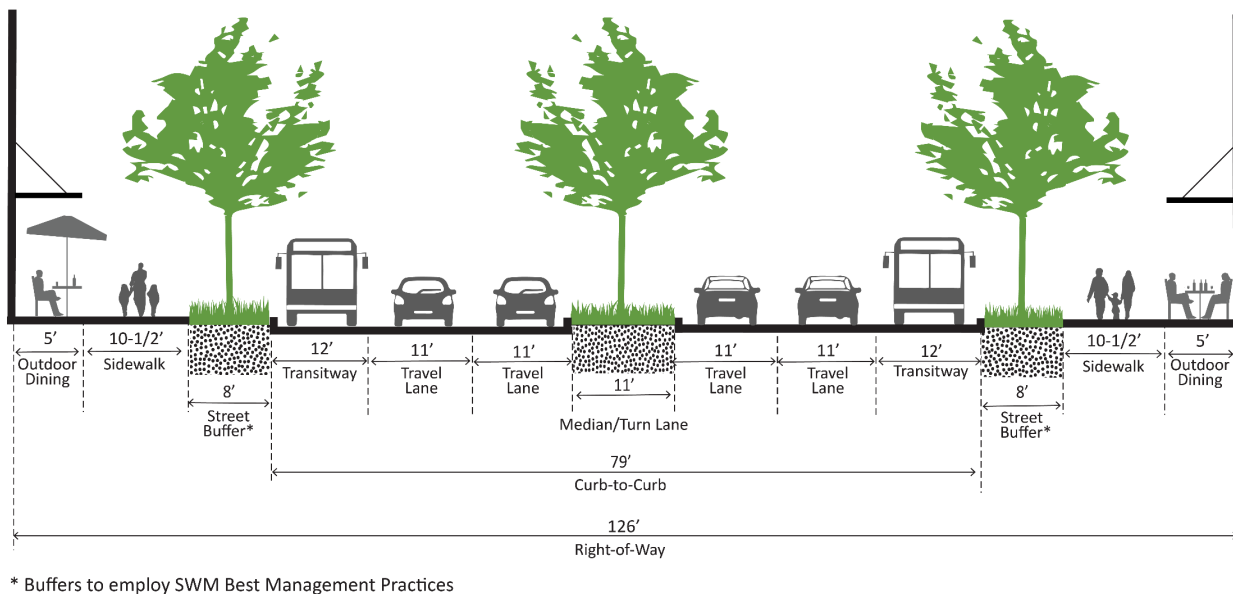 5’
Outdoor
Dining
10-1/2’
Sidewalk
8’
Street
Buffer*
12’
Transitway
11’
Travel
Lane
11’
Travel
Lane
11’
Median/Turn Lane
11’
Travel
Lane
11’
Travel
Lane
12’
Transitway
8’
Street
Buffer*
10-1/2’
Sidewalk
5’
Outdoor
Dining
79’
Curb-to-Curb
126’
Right-of-Way
* Buffers to employ SWM Best Management Practices